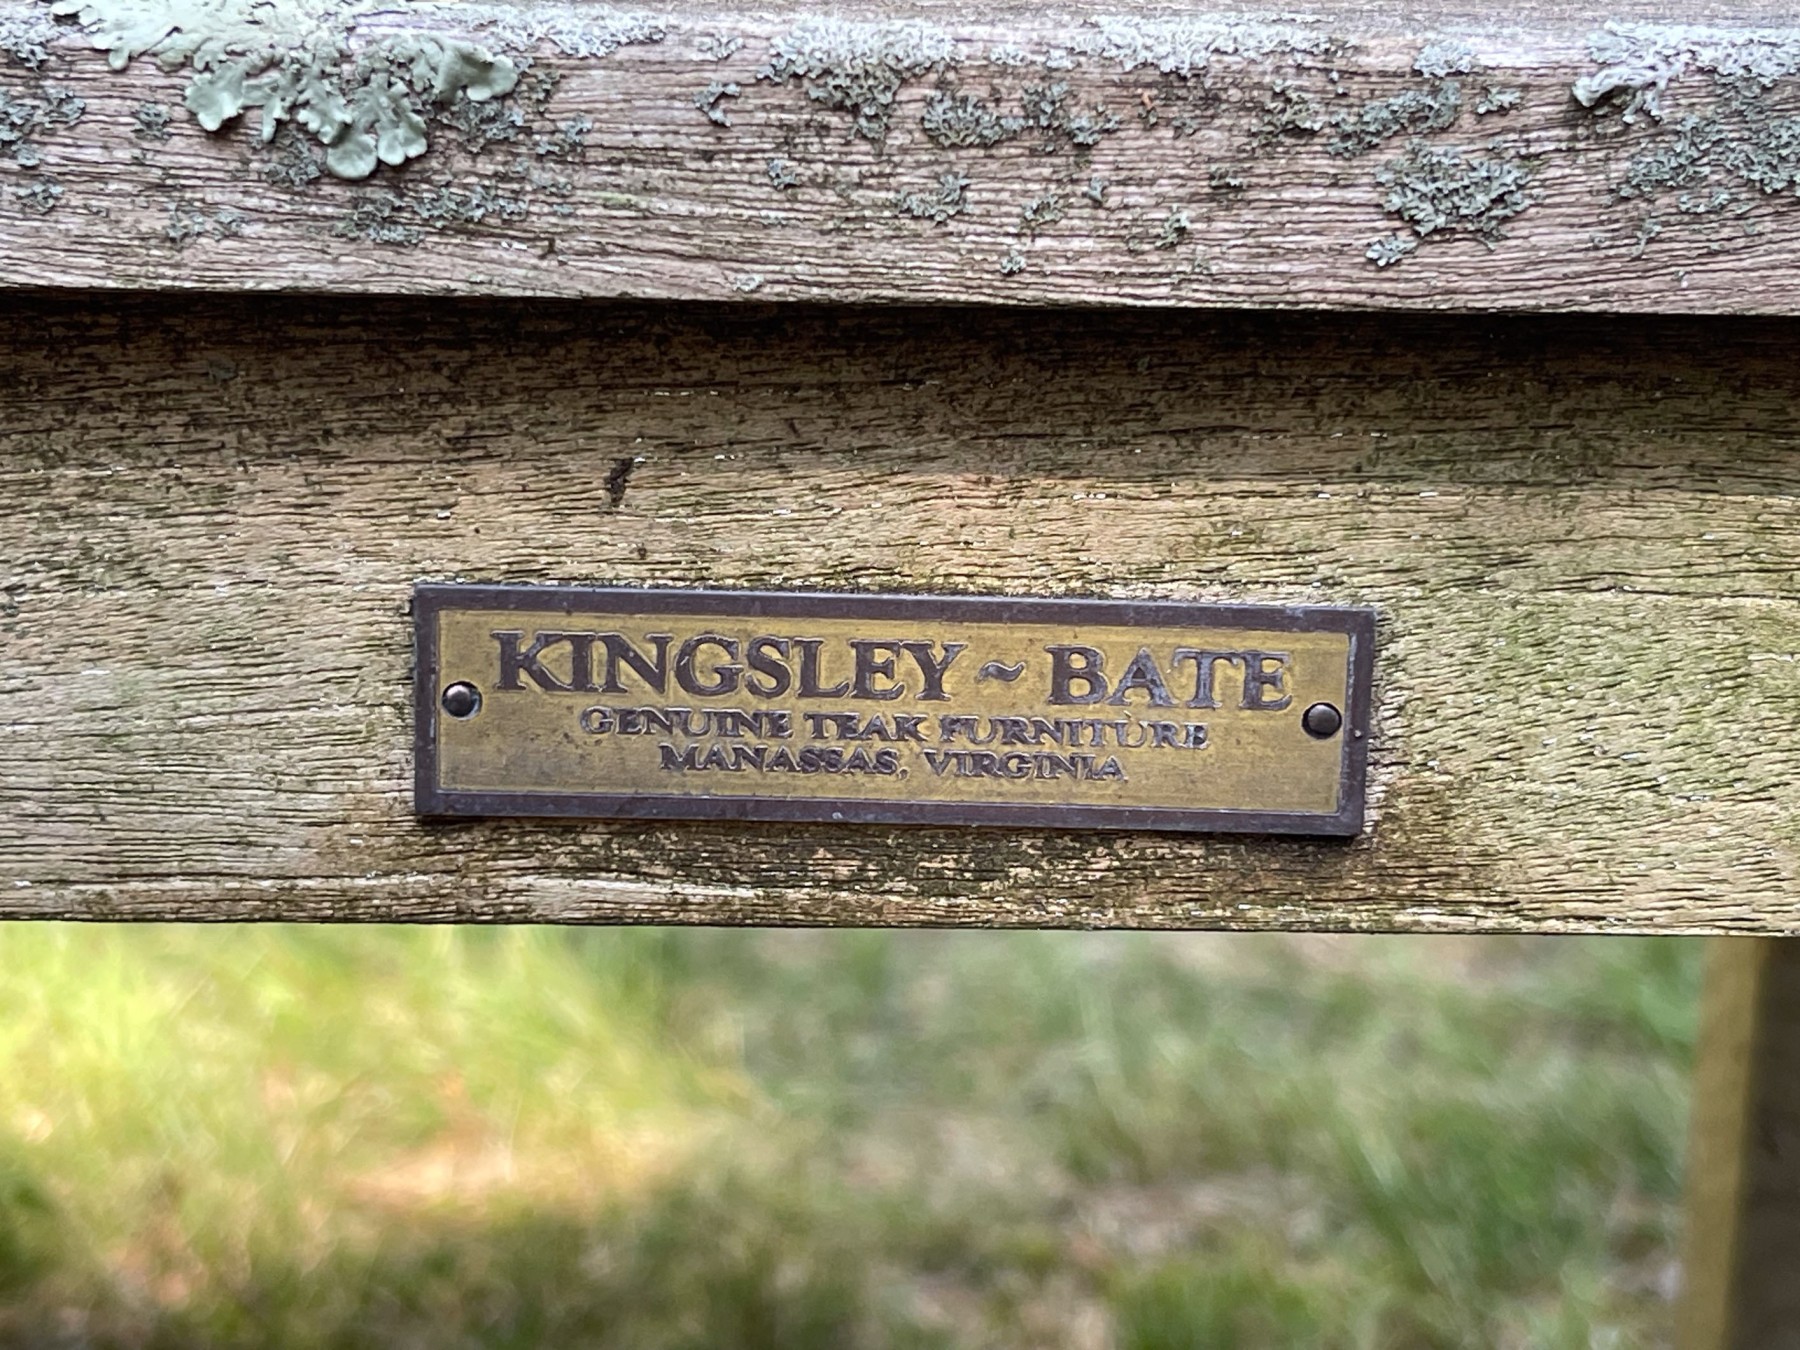 KINGSLEY ~ BATE
GENUINE TEAK FURNITURE
MANASSAS, VIRGINIA